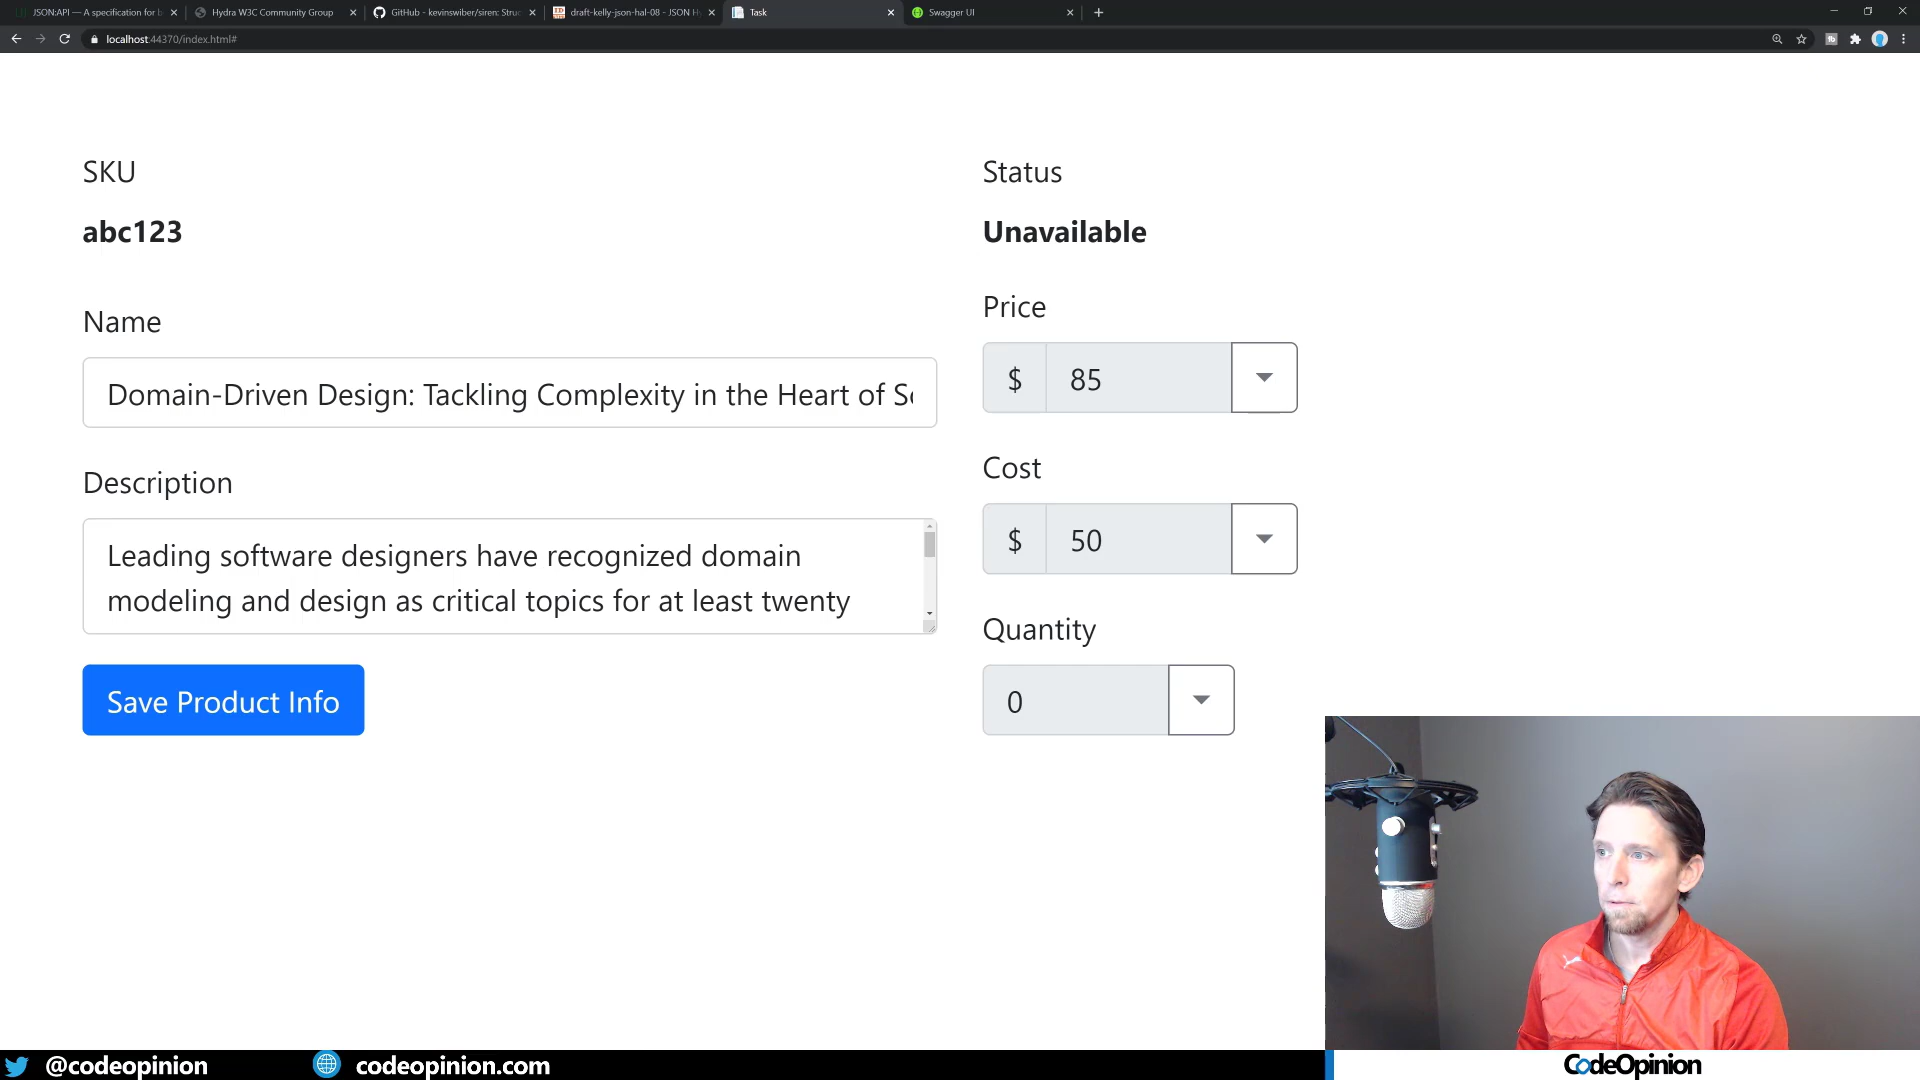 JSON:API — A specification for b
Hydra W3C Community Group
GitHub - kevinswiber/siren: Struc
draft-kelly-json-hal-08 - JSON H
Task
Swagger UI
localhost:44370/index.html#
SKU
abc123
Name
Domain-Driven Design: Tackling Complexity in the Heart of So
Description
Leading software designers have recognized domain
modeling and design as critical topics for at least twenty
Save Product Info
Status
Unavailable
Price
$ 85
Cost
$ 50
Quantity
0
@codeopinion
codeopinion.com
CodeOpinion